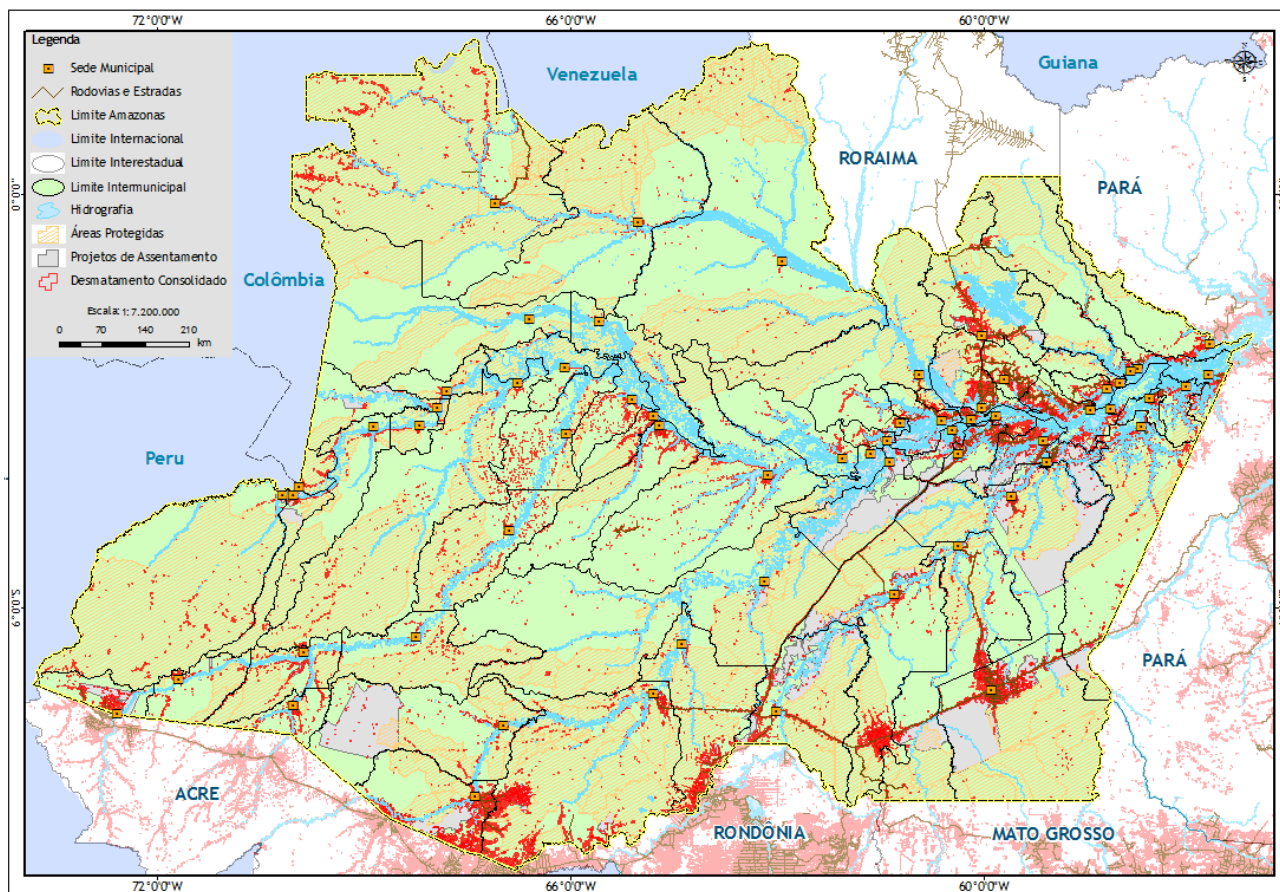 72°0'0"W
66°0'0"W
60°0'0"W
Legenda
Sede Municipal
Rodovias e Estradas
Limite Amazonas
Limite Internacional
Limite Interestadual
Limite Intermunicipal
Hidrografia
Áreas Protegidas
Projetos de Assentamento
Desmatamento Consolidado
Escala: 1: 7.200.000
0 70 140 210
km
Venezuela
Guiana
RORAIMA
PARÁ
0°0'0"
Colômbia
Peru
6°0'0"S
PARÁ
ACRE
RONDÔNIA
MATO GROSSO
72°0'0"W
66°0'0"W
60°0'0"W